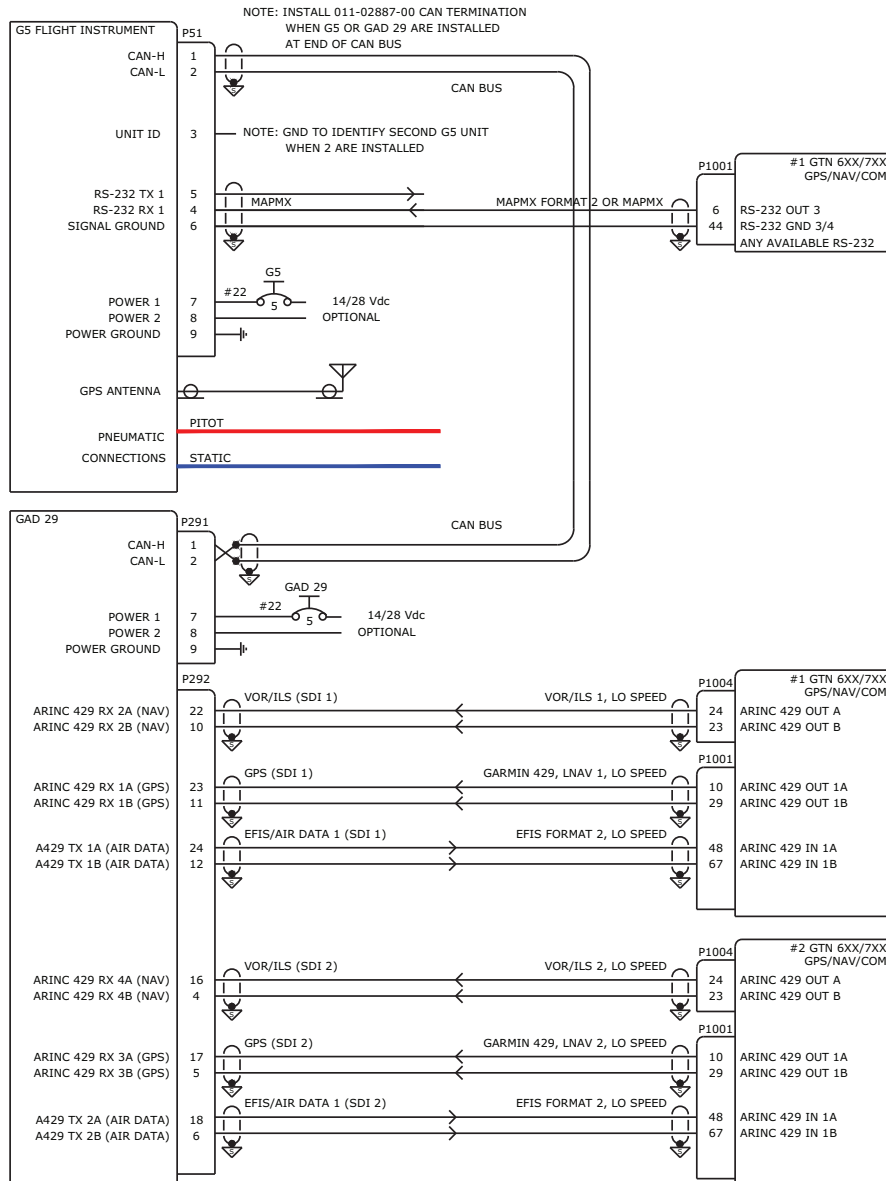 NOTE: INSTALL 011-02887-00 CAN TERMINATION
WHEN G5 OR GAD 29 ARE INSTALLED
AT END OF CAN BUS
G5 FLIGHT INSTRUMENT
P51
CAN-H 1
CAN-L 2
S
CAN BUS
UNIT ID 3 NOTE: GND TO IDENTIFY SECOND G5 UNIT
WHEN 2 ARE INSTALLED
P1001 #1 GTN 6XX/7XX
GPS/NAV/COM
RS-232 TX 1 5
RS-232 RX 1 4 MAPMX MAPMX FORMAT 2 OR MAPMX 6 RS-232 OUT 3
SIGNAL GROUND 6 44 RS-232 GND 3/4
S S ANY AVAILABLE RS-232
G5
POWER 1 7 #22 5 14/28 Vdc
POWER 2 8 OPTIONAL
POWER GROUND 9
GPS ANTENNA
PITOT
PNEUMATIC
CONNECTIONS STATIC
GAD 29
P291
CAN BUS
CAN-H 1
CAN-L 2
S
GAD 29
POWER 1 7 #22 5 14/28 Vdc
POWER 2 8 OPTIONAL
POWER GROUND 9
P292 P1004 #1 GTN 6XX/7XX
GPS/NAV/COM
VOR/ILS (SDI 1) VOR/ILS 1, LO SPEED
ARINC 429 RX 2A (NAV) 22 24 ARINC 429 OUT A
ARINC 429 RX 2B (NAV) 10 23 ARINC 429 OUT B
S S
P1001
GPS (SDI 1) GARMIN 429, LNAV 1, LO SPEED
ARINC 429 RX 1A (GPS) 23 10 ARINC 429 OUT 1A
ARINC 429 RX 1B (GPS) 11 29 ARINC 429 OUT 1B
S S
EFIS/AIR DATA 1 (SDI 1) EFIS FORMAT 2, LO SPEED
A429 TX 1A (AIR DATA) 24 48 ARINC 429 IN 1A
A429 TX 1B (AIR DATA) 12 67 ARINC 429 IN 1B
S S
P1004 #2 GTN 6XX/7XX
GPS/NAV/COM
VOR/ILS (SDI 2) VOR/ILS 2, LO SPEED
ARINC 429 RX 4A (NAV) 16 24 ARINC 429 OUT A
ARINC 429 RX 4B (NAV) 4 23 ARINC 429 OUT B
S S
P1001
GPS (SDI 2) GARMIN 429, LNAV 2, LO SPEED
ARINC 429 RX 3A (GPS) 17 10 ARINC 429 OUT 1A
ARINC 429 RX 3B (GPS) 5 29 ARINC 429 OUT 1B
S S
EFIS/AIR DATA 1 (SDI 2) EFIS FORMAT 2, LO SPEED
A429 TX 2A (AIR DATA) 18 48 ARINC 429 IN 1A
A429 TX 2B (AIR DATA) 6 67 ARINC 429 IN 1B
S S